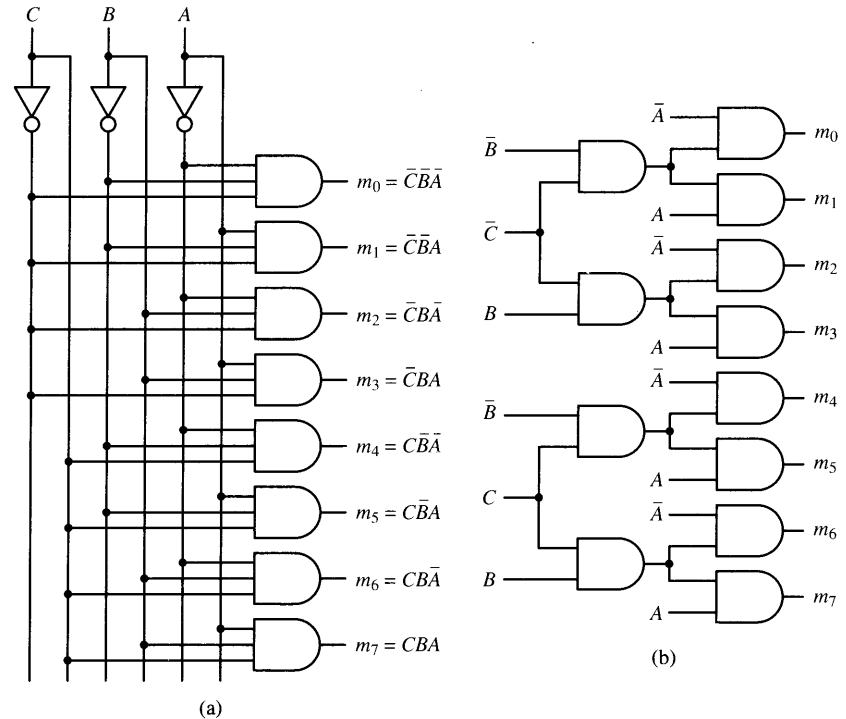 C B A
m₀ = C̄B̄Ā
m₁ = C̄B̄A
m₂ = C̄BĀ
m₃ = C̄BA
m₄ = CB̄Ā
m₅ = CB̄A
m₆ = CBĀ
m₇ = CBA
(a)
Ā
m₀
B̄
m₁
A
C̄
Ā
m₂
B
m₃
A
Ā
m₄
B̄
m₅
A
C
Ā
m₆
B
m₇
A
(b)